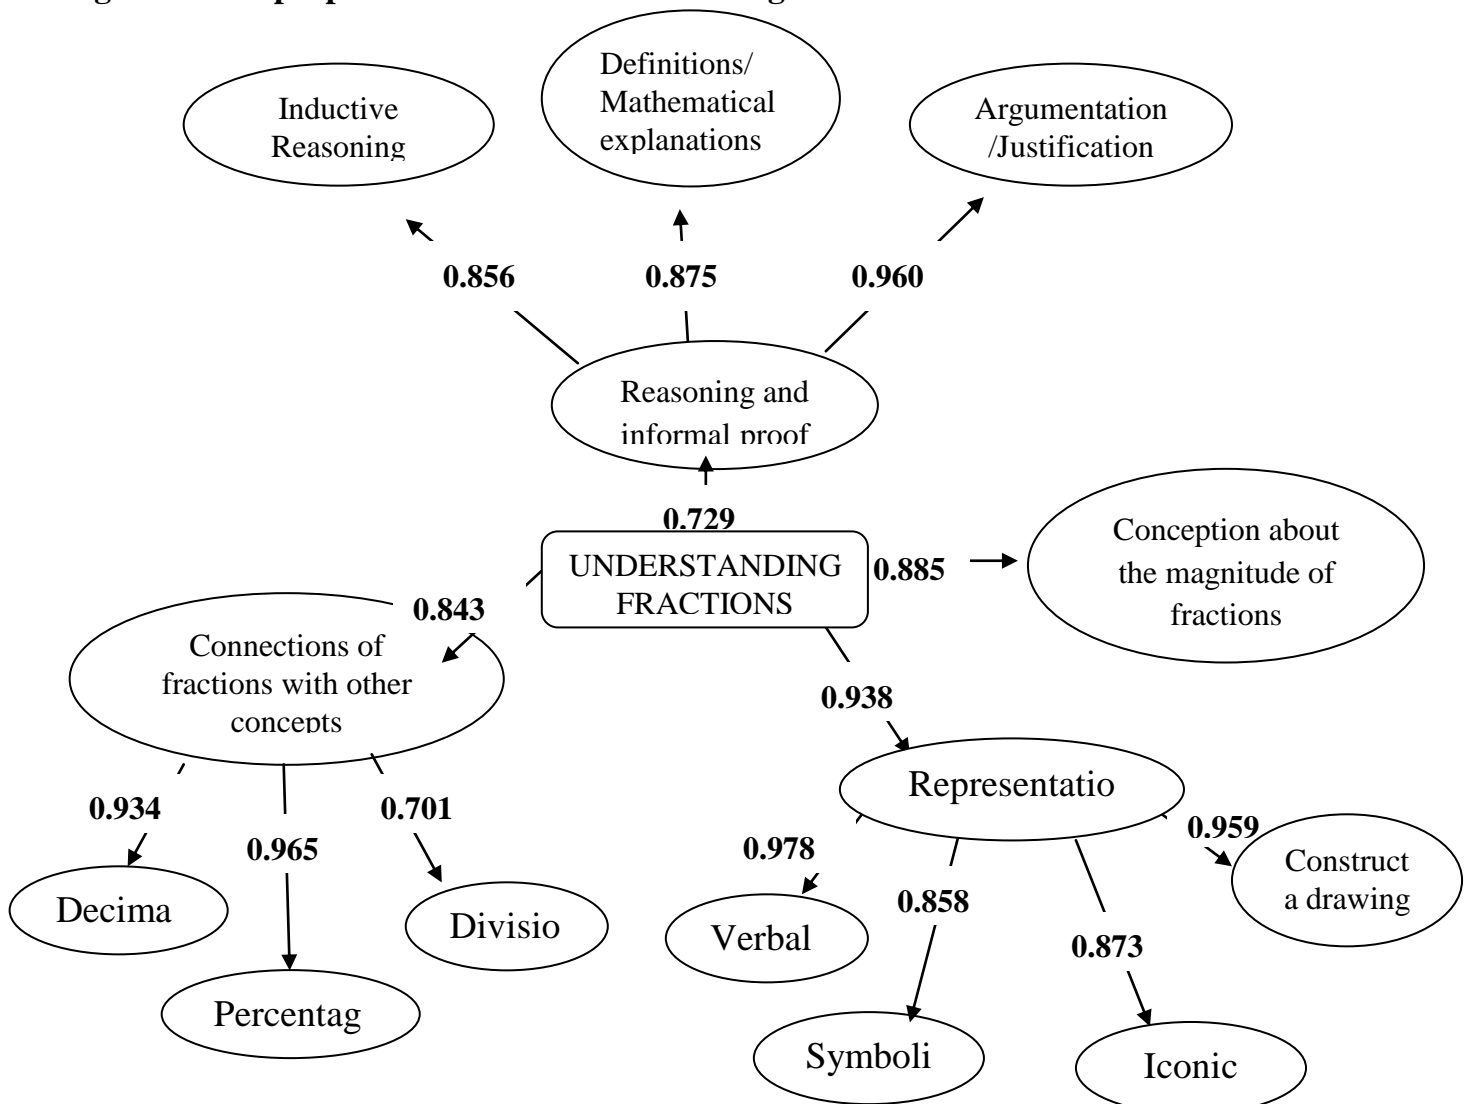 Definitions/
Mathematical
explanations
Inductive
Reasoning
Argumentation
/Justification
0.856
0.875
0.960
Reasoning and
informal proof
0.729
UNDERSTANDING
FRACTIONS
0.885
Conception about
the magnitude of
fractions
0.843
Connections of
fractions with other
concepts
0.938
Representatio
0.934
0.965
0.701
0.978
0.858
0.873
0.959
Construct
a drawing
Decima
Percentag
Divisio
Verbal
Symboli
Iconic